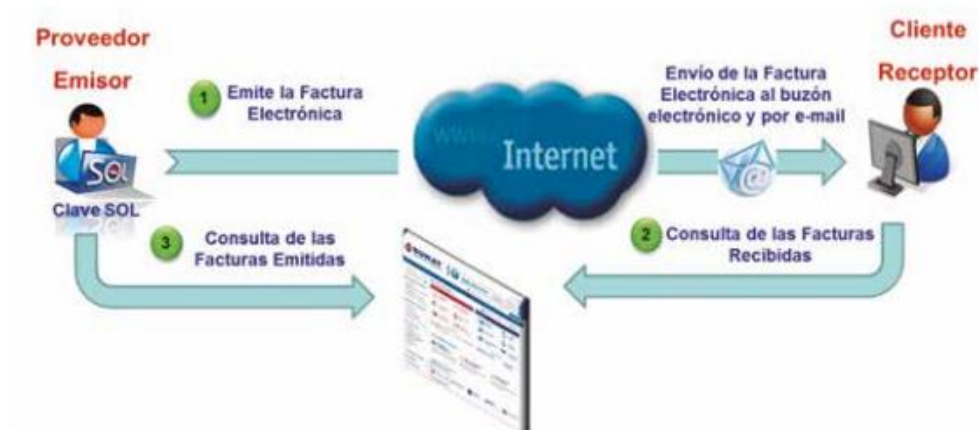 Proveedor
Emisor
SOL
Clave SOL
1
Emite la Factura
Electrónica
www.
Internet
Envío de la Factura
Electrónica al buzón
electrónico y por e-mail
@
Cliente
Receptor
3
Consulta de las
Facturas Emitidas
2
Consulta de las Facturas
Recibidas